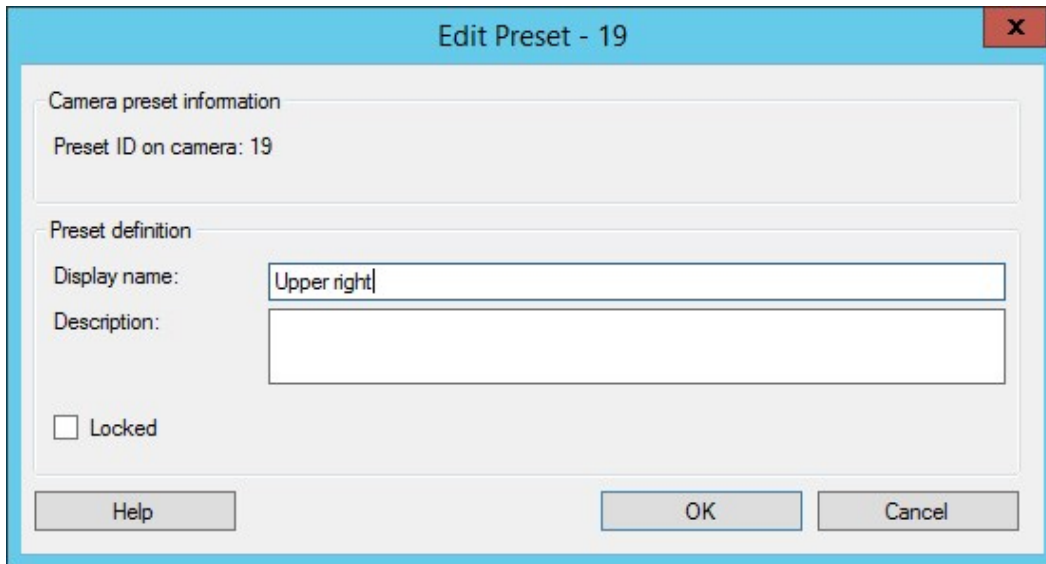 Edit Preset - 19
x
Camera preset information
Preset ID on camera: 19
Preset definition
Display name: Upper right
Description:
Locked
Help OK Cancel